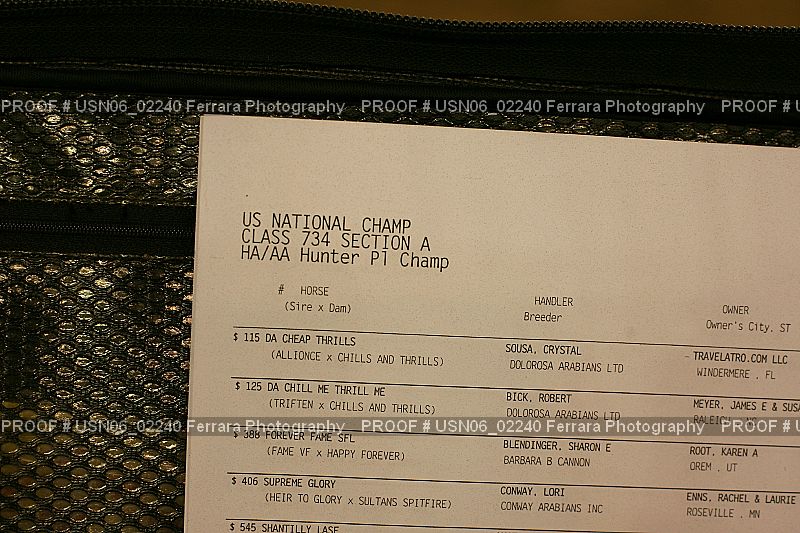 PROOF # USN06_02240 Ferrara Photography PROOF # USN06_02240 Ferrara Photography PROOF #
US NATIONAL CHAMP
CLASS 734 SECTION A
HA/AA Hunter Pl Champ
# HORSE HANDLER OWNER
(Sire x Dam) Breeder Owner's City, ST
$ 115 DA CHEAP THRILLS SOUSA, CRYSTAL TRAVELATRO.COM LLC
(ALLIONCE x CHILLS AND THRILLS) DOLOROSA ARABIANS LTD WINDERMERE , FL
$ 125 DA CHILL ME THRILL ME BICK, ROBERT MEYER, JAMES E & SUSA
(TRIFTEN x CHILLS AND THRILLS) DOLOROSA ARABIANS LTD RALEIGH
PROOF # USN06_02240 Ferrara Photography PROOF # USN06_02240 Ferrara Photography PROOF #
$ 388 FOREVER FAME SFL BLENDINGER, SHARON E ROOT, KAREN A
(FAME VF x HAPPY FOREVER) BARBARA B CANNON OREM , UT
$ 406 SUPREME GLORY CONWAY, LORI ENNS, RACHEL & LAURIE
(HEIR TO GLORY x SULTANS SPITFIRE) CONWAY ARABIANS INC ROSEVILLE , MN
$ 545 SHANTILLY LASE